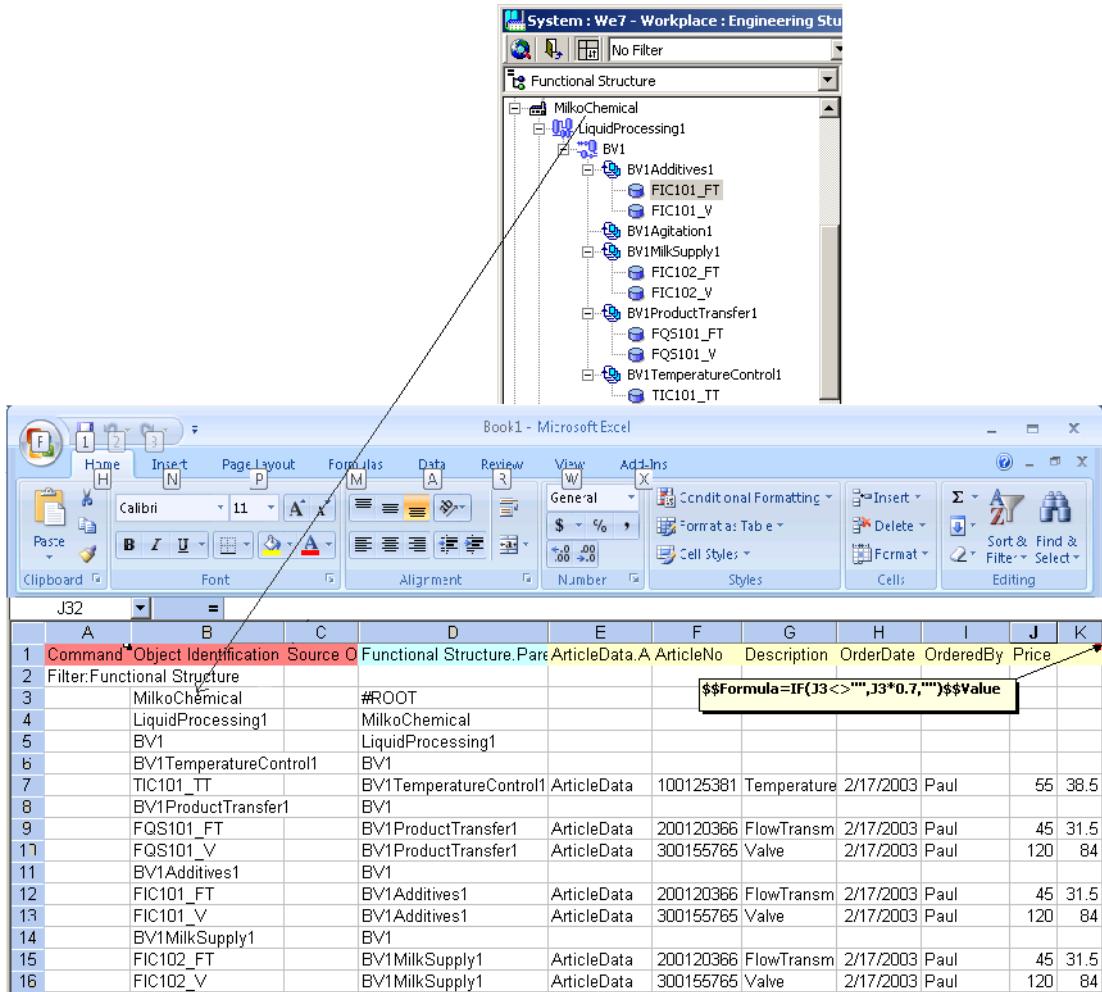 System : We7 - Workplace : Engineering Stu
No Filter
Functional Structure
MilkoChemical
LiquidProcessing1
BV1
BV1Additives1
FIC101_FT
FIC101_V
BV1Agitation1
BV1MilkSupply1
FIC102_FT
FIC102_V
BV1ProductTransfer1
FQS101_FT
FQS101_V
BV1TemperatureControl1
TIC101_TT
Book1 - Microsoft Excel
F 1 2 3
Home Insert Page Layout Formulas Data Review View Add-Ins
H N P M A R W X
Calibri 11 General Conditional Formatting Insert Σ
Paste B I U $ % , Format as Table Delete Sort & Find &
Cell Styles Format Filter Select
Clipboard Font Alignment Number Styles Cells Editing
J32 =
A B C D E F G H I J K
1 Command Object Identification Source O Functional Structure.Pare ArticleData.A ArticleNo Description OrderDate OrderedBy Price
2 Filter:Functional Structure
$$Formula=IF(J3<>"",J3*0.7,"")$$Value
3 MilkoChemical #ROOT
4 LiquidProcessing1 MilkoChemical
5 BV1 LiquidProcessing1
6 BV1TemperatureControl1 BV1
7 TIC101_TT BV1TemperatureControl1 ArticleData 100125381 Temperature 2/17/2003 Paul 55 38.5
8 BV1ProductTransfer1 BV1
9 FQS101_FT BV1ProductTransfer1 ArticleData 200120366 FlowTransm 2/17/2003 Paul 45 31.5
10 FQS101_V BV1ProductTransfer1 ArticleData 300155765 Valve 2/17/2003 Paul 120 84
11 BV1Additives1 BV1
12 FIC101_FT BV1Additives1 ArticleData 200120366 FlowTransm 2/17/2003 Paul 45 31.5
13 FIC101_V BV1Additives1 ArticleData 300155765 Valve 2/17/2003 Paul 120 84
14 BV1MilkSupply1 BV1
15 FIC102_FT BV1MilkSupply1 ArticleData 200120366 FlowTransm 2/17/2003 Paul 45 31.5
16 FIC102_V BV1MilkSupply1 ArticleData 300155765 Valve 2/17/2003 Paul 120 84